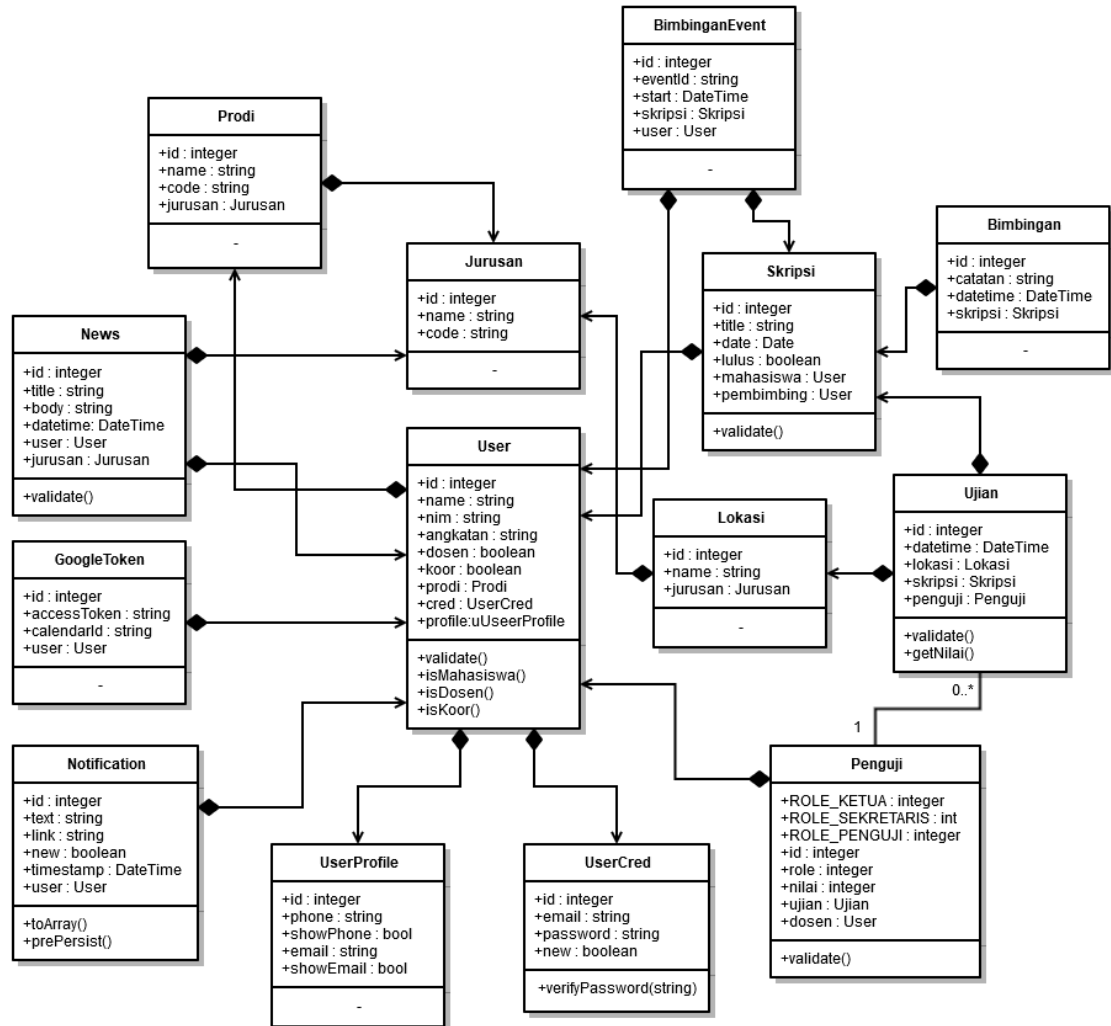 BimbinganEvent
+id : integer
+eventId : string
+start : DateTime
+skripsi : Skripsi
+user : User
-
Prodi
+id : integer
+name : string
+code : string
+jurusan : Jurusan
-
Jurusan
+id : integer
+name : string
+code : string
-
Skripsi
+id : integer
+title : string
+date : Date
+lulus : boolean
+mahasiswa : User
+pembimbing : User
+validate()
Bimbingan
+id : integer
+catatan : string
+datetime : DateTime
+skripsi : Skripsi
-
News
+id : integer
+title : string
+body : string
+datetime: DateTime
+user : User
+jurusan : Jurusan
+validate()
User
+id : integer
+name : string
+nim : string
+angkatan : string
+dosen : boolean
+koor : boolean
+prodi : Prodi
+cred : UserCred
+profile:uUseerProfile
+validate()
+isMahasiswa()
+isDosen()
+isKoor()
Lokasi
+id : integer
+name : string
+jurusan : Jurusan
-
Ujian
+id : integer
+datetime : DateTime
+lokasi : Lokasi
+skripsi : Skripsi
+penguji : Penguji
+validate()
+getNilai()
0..*
1
GoogleToken
+id : integer
+accessToken : string
+calendarId : string
+user : User
-
Notification
+id : integer
+text : string
+link : string
+new : boolean
+timestamp : DateTime
+user : User
+toArray()
+prePersist()
UserProfile
+id : integer
+phone : string
+showPhone : bool
+email : string
+showEmail : bool
-
UserCred
+id : integer
+email : string
+password : string
+new : boolean
+verifyPassword(string)
Penguji
+ROLE_KETUA : integer
+ROLE_SEKRETARIS : int
+ROLE_PENGUJI : integer
+id : integer
+role : integer
+nilai : integer
+ujian : Ujian
+dosen : User
+validate()